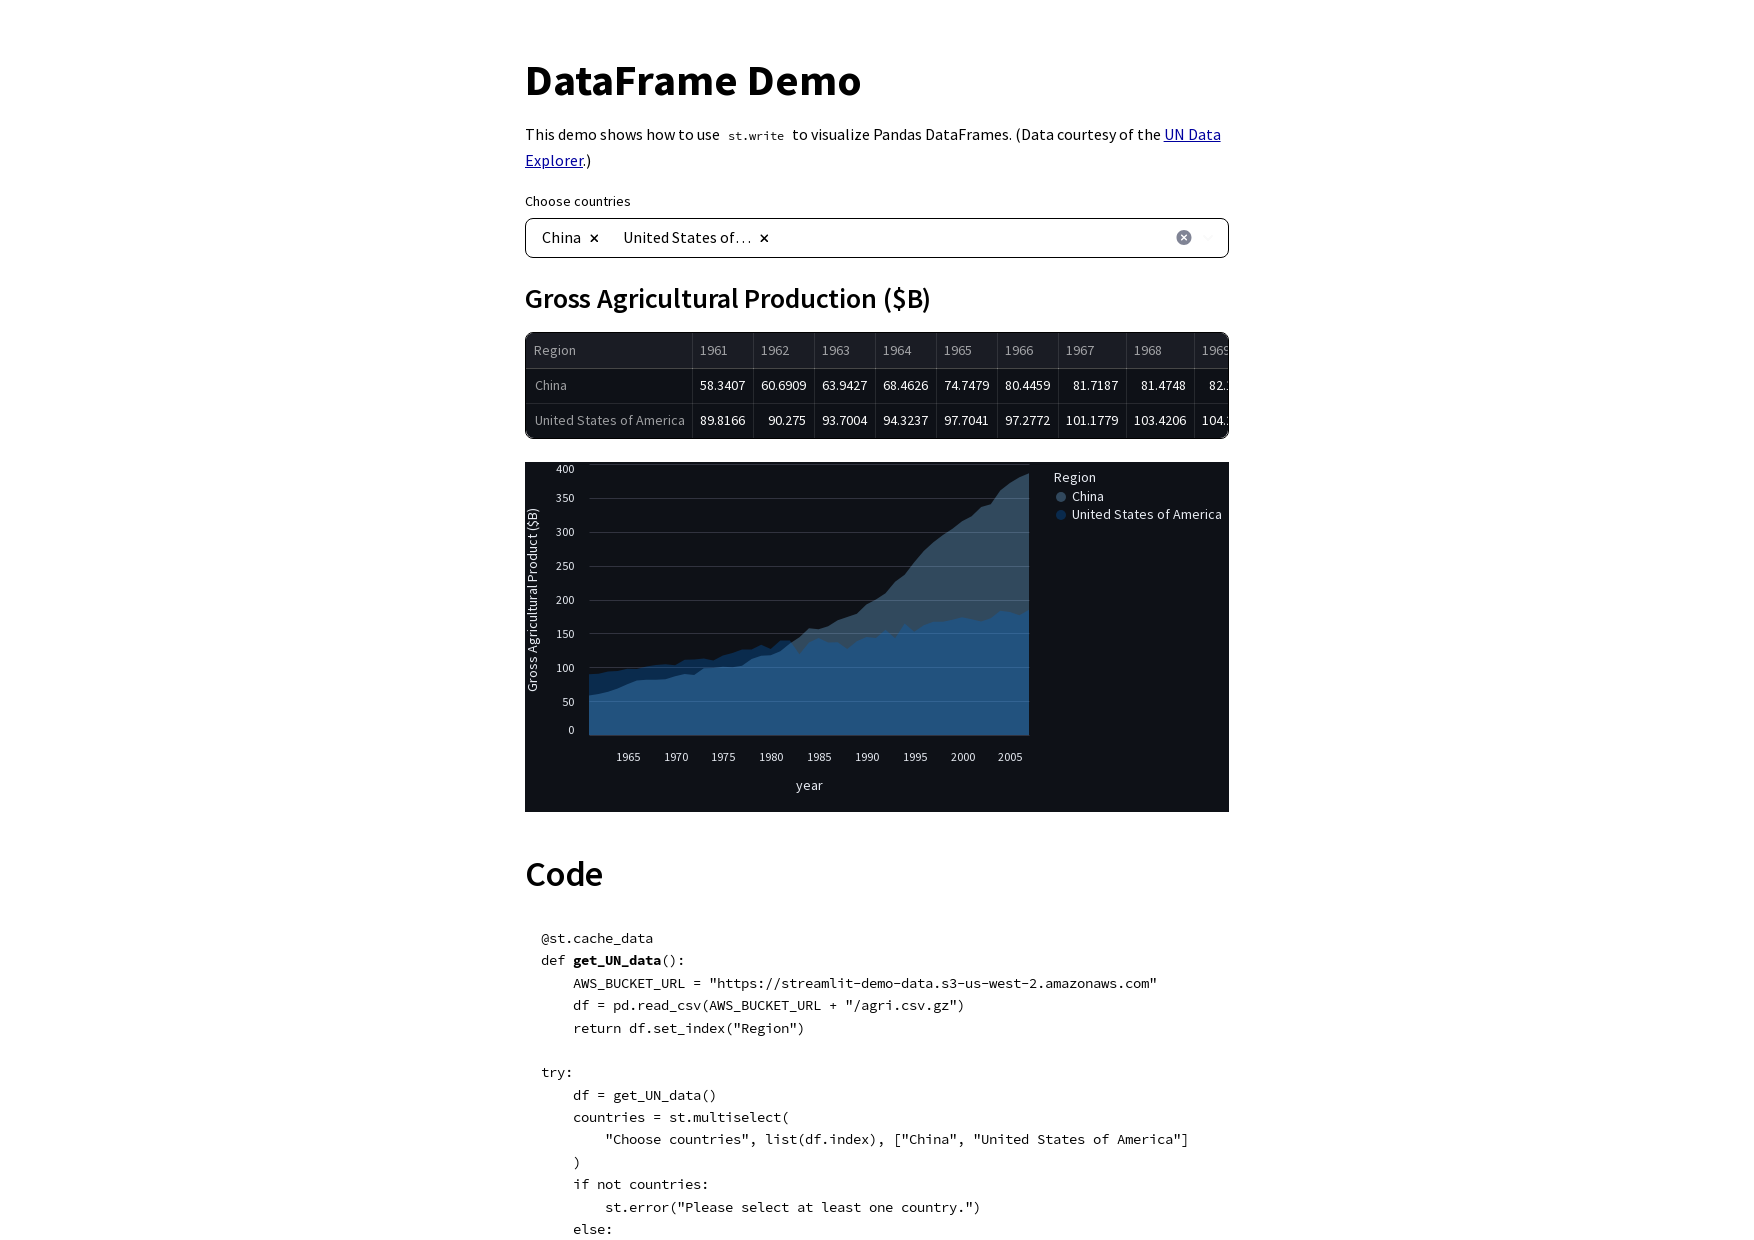 DataFrame Demo
This demo shows how to use st.write to visualize Pandas DataFrames. (Data courtesy of the UN Data
Explorer.)
Choose countries
China × United States of… ×
Gross Agricultural Production ($B)
Region 1961 1962 1963 1964 1965 1966 1967 1968 1969
China 58.3407 60.6909 63.9427 68.4626 74.7479 80.4459 81.7187 81.4748 82.
United States of America 89.8166 90.275 93.7004 94.3237 97.7041 97.2772 101.1779 103.4206 104.
Gross Agricultural Product ($B)
400
350
300
250
200
150
100
50
0
1965 1970 1975 1980 1985 1990 1995 2000 2005
year
Region
China
United States of America
Code
@st.cache_data
def get_UN_data():
    AWS_BUCKET_URL = "https://streamlit-demo-data.s3-us-west-2.amazonaws.com"
    df = pd.read_csv(AWS_BUCKET_URL + "/agri.csv.gz")
    return df.set_index("Region")
try:
    df = get_UN_data()
    countries = st.multiselect(
        "Choose countries", list(df.index), ["China", "United States of America"]
    )
    if not countries:
        st.error("Please select at least one country.")
    else: